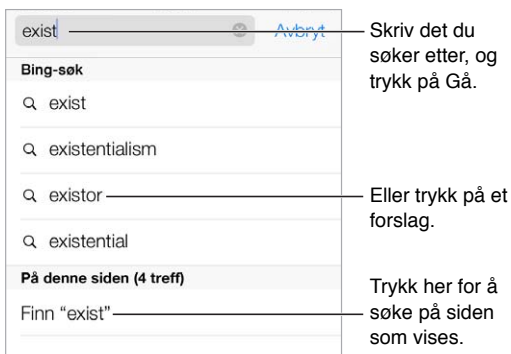 exist Avbryt
Bing-søk
exist
existentialism
existor
existential
På denne siden (4 treff)
Finn “exist”
Skriv det du
søker etter, og
trykk på Gå.
Eller trykk på et
forslag.
Trykk her for å
søke på siden
som vises.